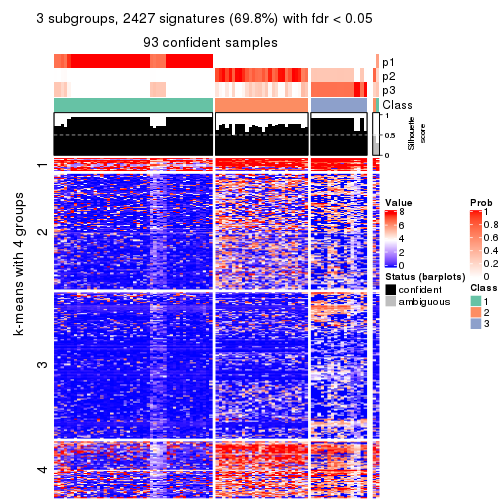 3 subgroups, 2427 signatures (69.8%) with fdr < 0.05
93 confident samples
p1
p2
p3
Class
1
0.5
0
Silhouette
score
k-means with 4 groups
1
2
3
4
Value
8
6
4
2
0
Status (barplots)
confident
ambiguous
Prob
1
0.8
0.6
0.4
0.2
0
Class
1
2
3